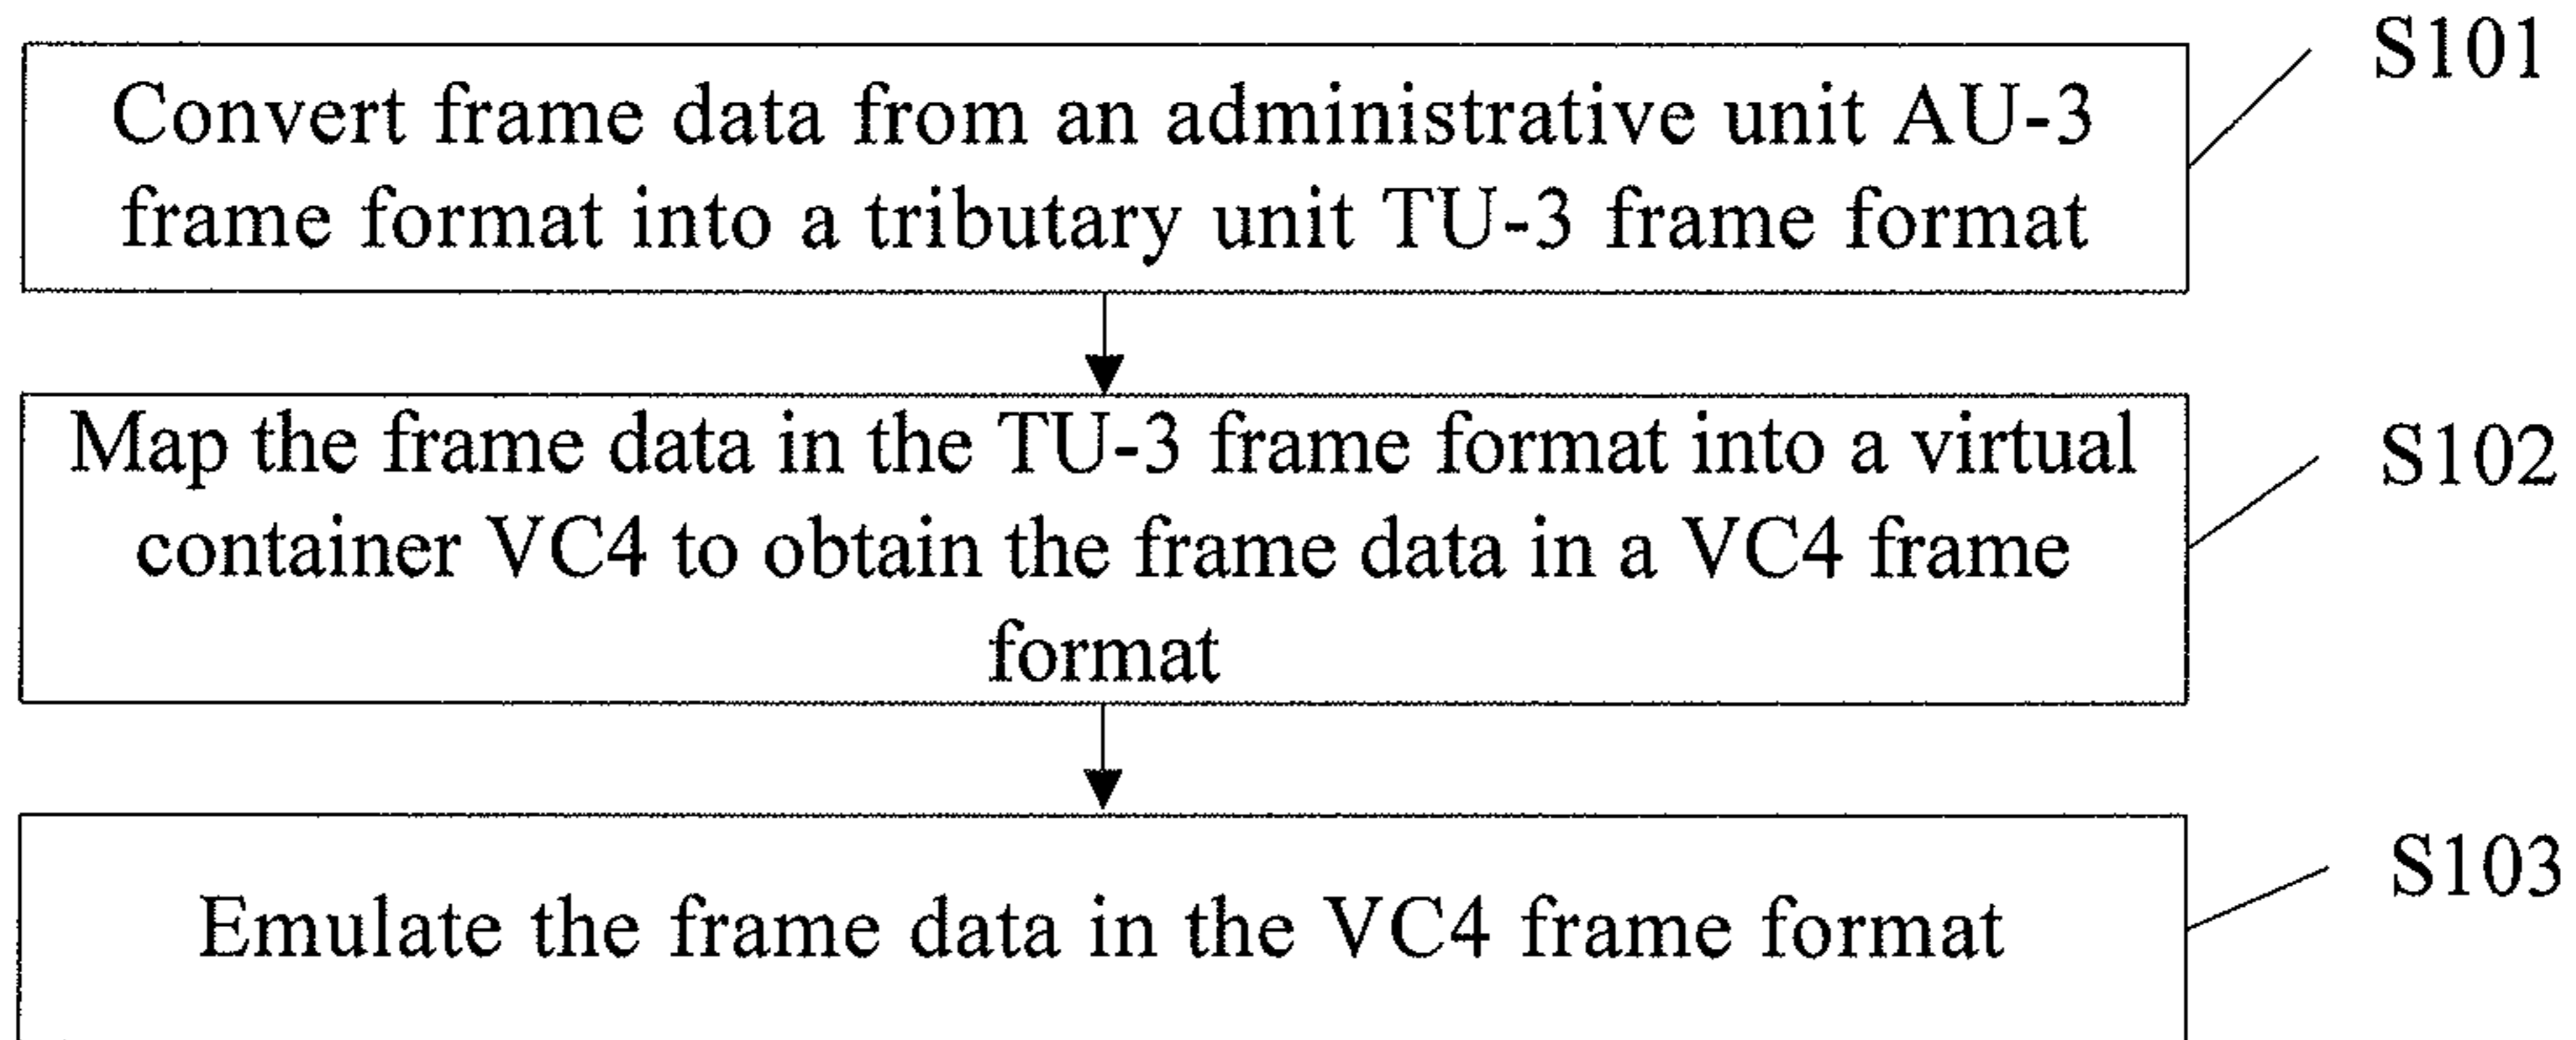 S101
Convert frame data from an administrative unit AU-3
frame format into a tributary unit TU-3 frame format
Map the frame data in the TU-3 frame format into a virtual
S102
container VC4 to obtain the frame data in a VC4 frame
format
S103
Emulate the frame data in the VC4 frame format